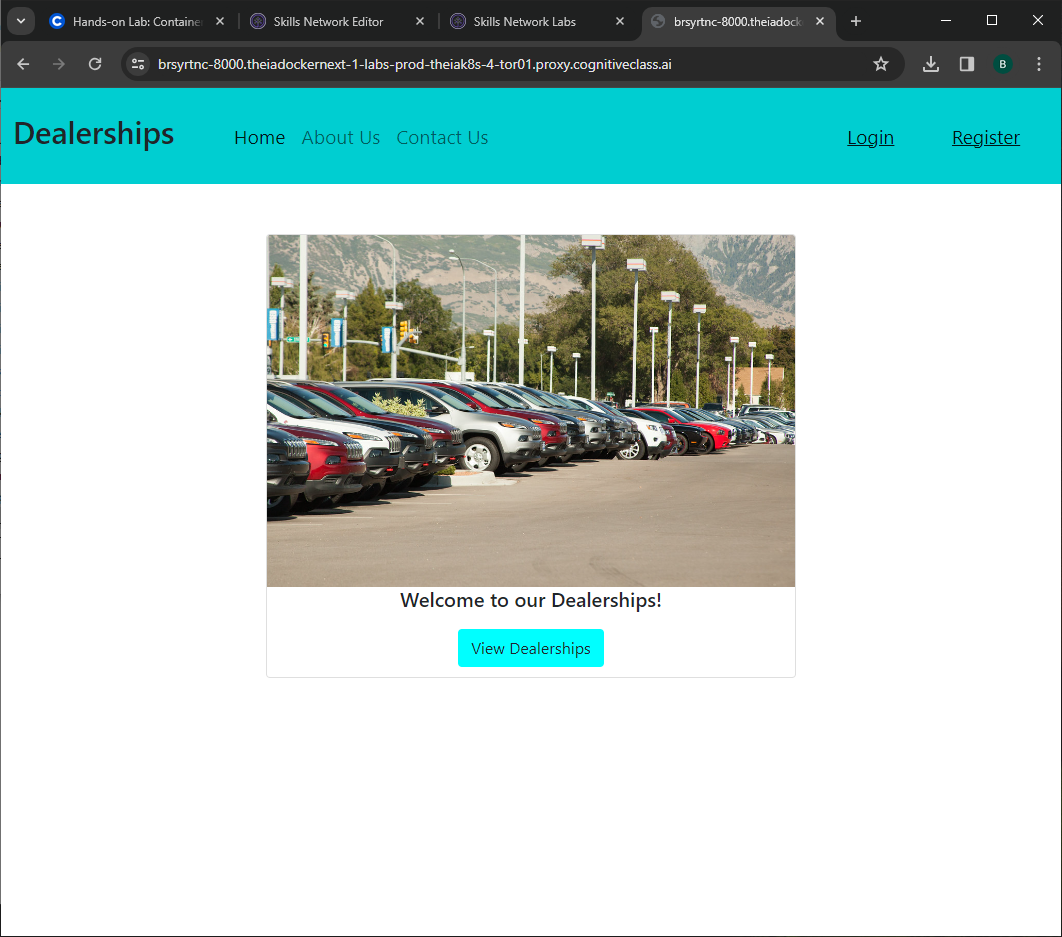 Hands-on Lab: Containe
Skills Network Editor
Skills Network Labs
brsyrtnc-8000.theiadock
brsyrtnc-8000.theiadockernext-1-labs-prod-theiak8s-4-tor01.proxy.cognitiveclass.ai
B
Dealerships
Home
About Us
Contact Us
Login
Register
Welcome to our Dealerships!
View Dealerships